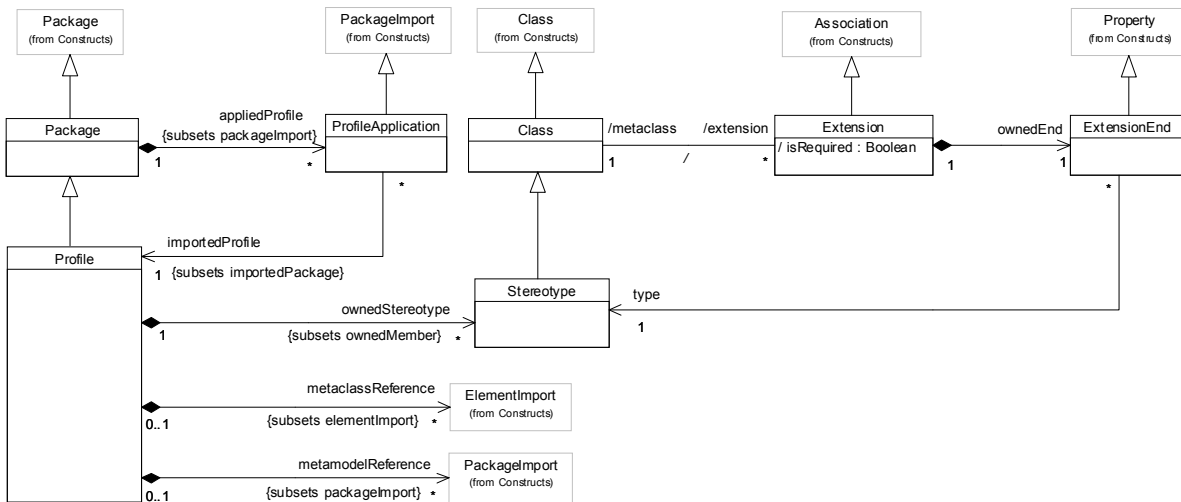 Package
(from Constructs)
PackageImport
(from Constructs)
Class
(from Constructs)
Association
(from Constructs)
Property
(from Constructs)
Package
appliedProfile
{subsets packageImport}
1
*
ProfileApplication
*
Class
/metaclass
/extension
1
/
*
Extension
/ isRequired : Boolean
ownedEnd
1
1
ExtensionEnd
*
Profile
importedProfile
1
{subsets importedPackage}
ownedStereotype
1
{subsets ownedMember}
*
Stereotype
type
1
metaclassReference
0..1
{subsets elementImport}
*
ElementImport
(from Constructs)
metamodelReference
0..1
{subsets packageImport}
*
PackageImport
(from Constructs)